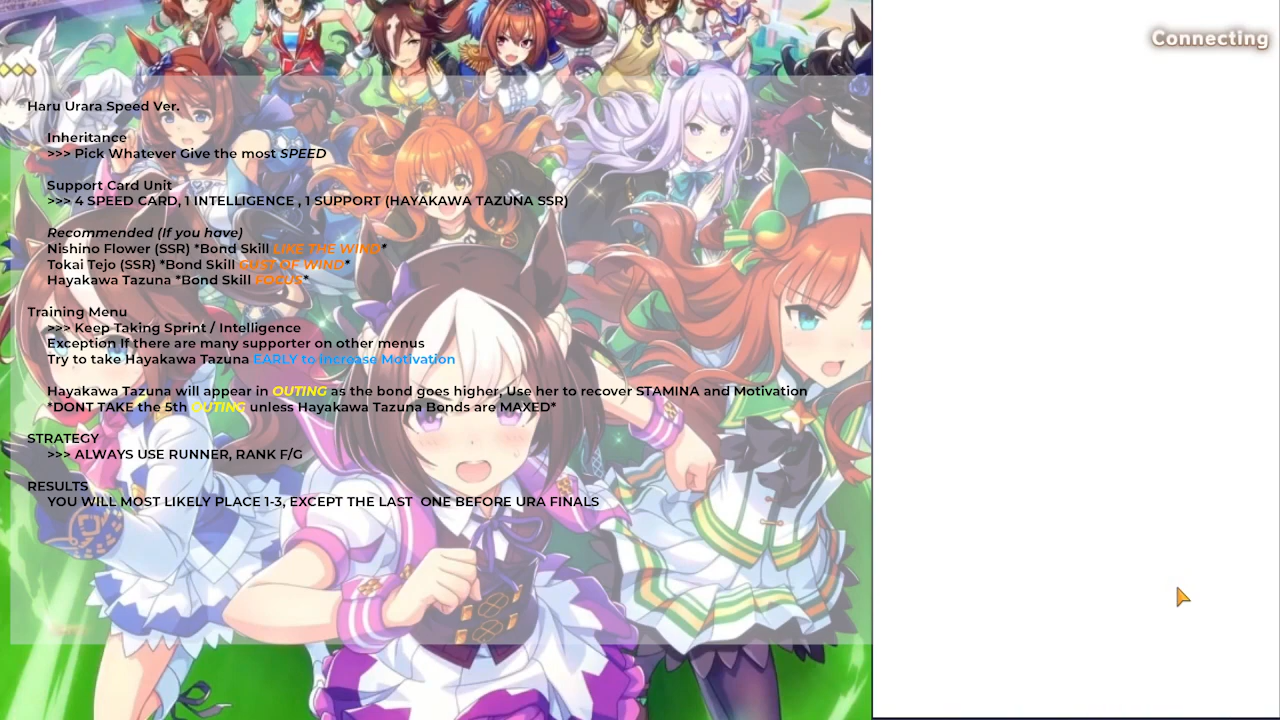 Connecting
Haru Urara Speed Ver.
Inheritance
>>> Pick Whatever Give the most SPEED
Support Card Unit
>>> 4 SPEED CARD, 1 INTELLIGENCE , 1 SUPPORT (HAYAKAWA TAZUNA SSR)
Recommended (If you have)
Nishino Flower (SSR) *Bond Skill LIKE THE WIND*
Tokai Tejo (SSR) *Bond Skill GUST OF WIND*
Hayakawa Tazuna *Bond Skill FOCUS*
Training Menu
>>> Keep Taking Sprint / Intelligence
Exception If there are many supporter on other menus
Try to take Hayakawa Tazuna EARLY to Increase Motivation
Hayakawa Tazuna will appear in OUTING as the bond goes higher, Use her to recover STAMINA and Motivation
*DONT TAKE the 5th OUTING unless Hayakawa Tazuna Bonds are MAXED*
STRATEGY
>>> ALWAYS USE RUNNER, RANK F/G
RESULTS
YOU WILL MOST LIKELY PLACE 1-3, EXCEPT THE LAST  ONE BEFORE URA FINALS